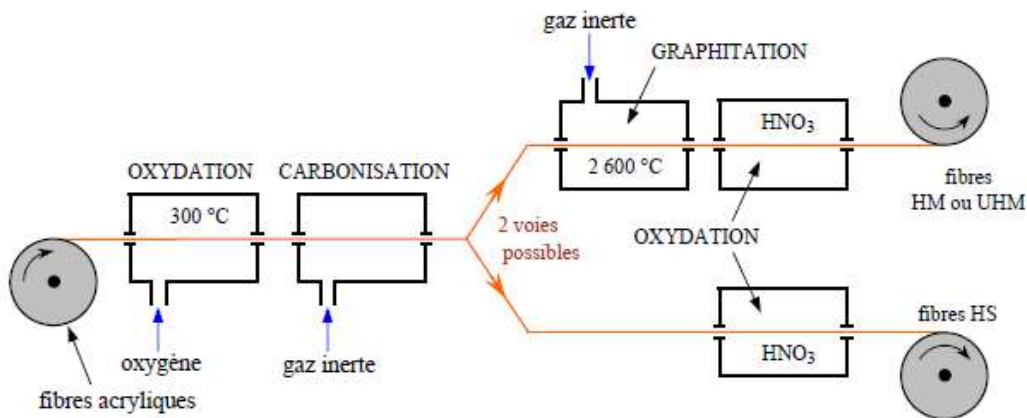 gaz inerte
GRAPHITATION
HNO3
OXYDATION
CARBONISATION
300 °C
2 600 °C
fibres
HM ou UHM
2 voies
possibles
OXYDATION
fibres HS
HNO3
oxygène
gaz inerte
fibres acryliques